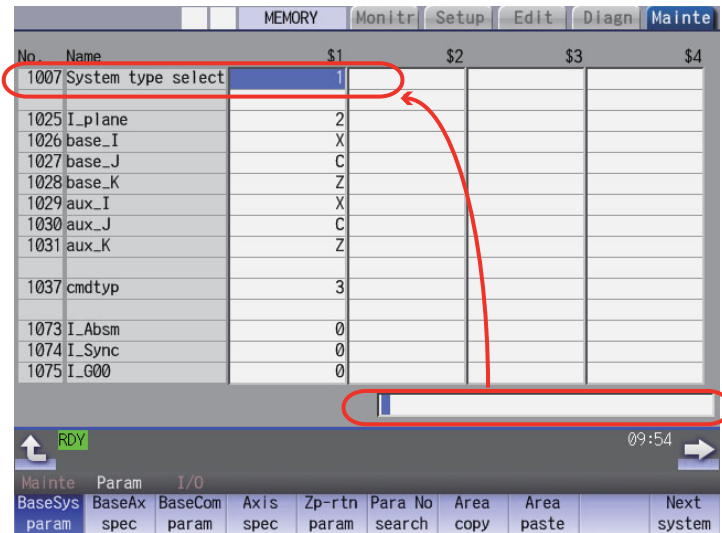 MEMORY Monitr Setup Edit Diagn Mainte
No. Name $1 $2 $3 $4
1007 System type select 1
1025 I_plane 2
1026 base_I X
1027 base_J C
1028 base_K Z
1029 aux_I X
1030 aux_J C
1031 aux_K Z
1037 cmdtyp 3
1073 I_Absm 0
1074 I_Sync 0
1075 I_G00 0
RDY 09:54
Mainte Param I/O
BaseSys BaseAx BaseCom Axis Zp-rtn Para No Area Area Next
param spec param spec param search copy paste system